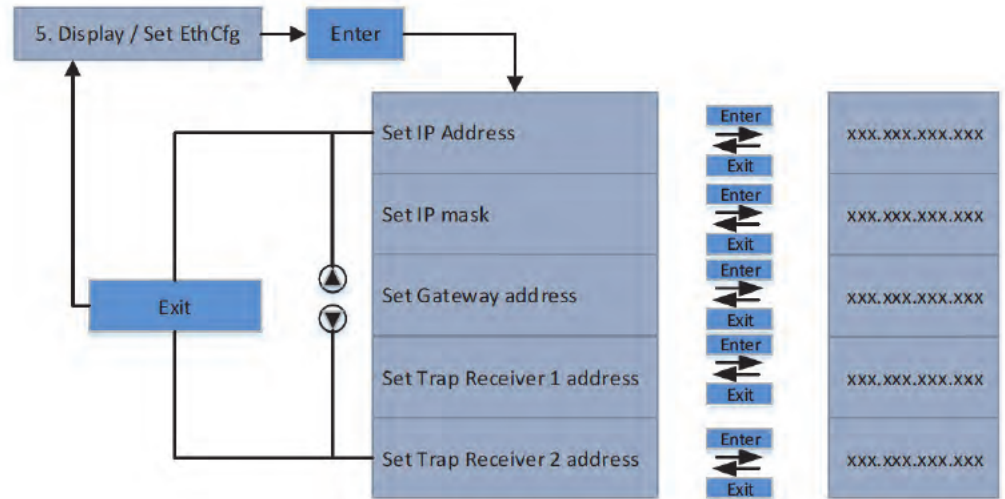 5. Display / Set EthCfg
Enter
Set IP Address
Enter
Exit
xxx.xxx.xxx.xxx
Set IP mask
Enter
Exit
xxx.xxx.xxx.xxx
Exit
Set Gateway address
Enter
Exit
xxx.xxx.xxx.xxx
Set Trap Receiver 1 address
Enter
Exit
xxx.xxx.xxx.xxx
Set Trap Receiver 2 address
Enter
Exit
xxx.xxx.xxx.xxx